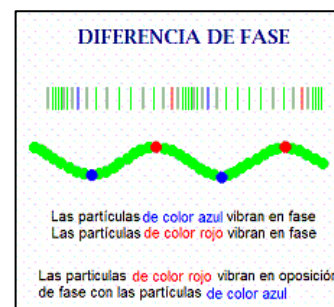 DIFERENCIA DE FASE
Las partículas de color azul vibran en fase
Las partículas de color rojo vibran en fase
Las particulas de color rojo vibran en oposición
de fase con las partículas de color azul